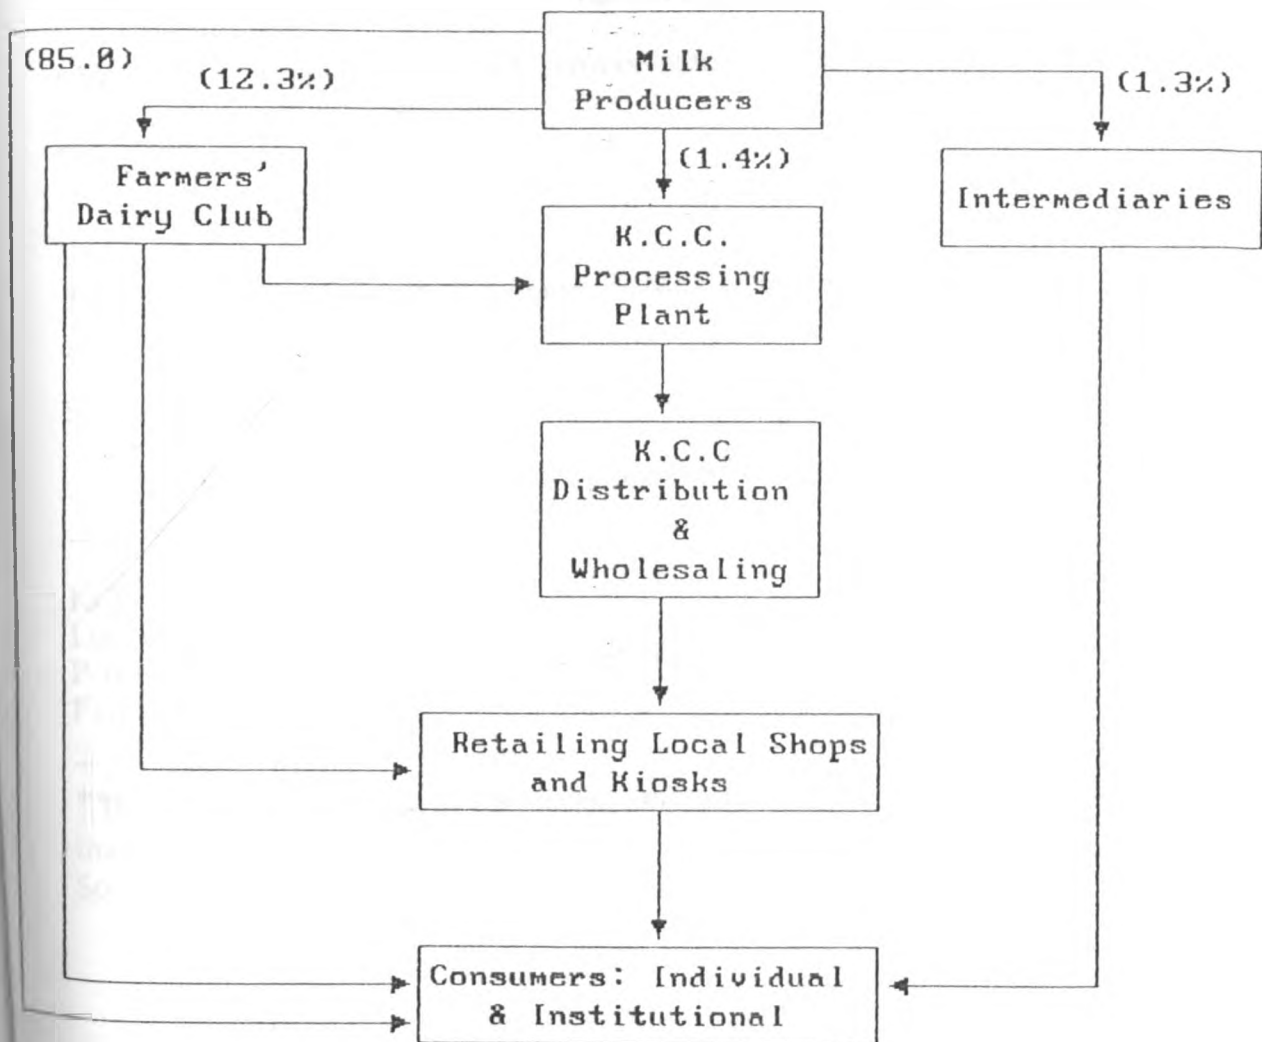 (85.0)
(12.3%)
Milk
Producers
(1.3%)
(1.4%)
Farmers'
Dairy Club
Intermediaries
K.C.C.
Processing
Plant
K.C.C
Distribution
&
Wholesaling
Retailing Local Shops
and Kiosks
Consumers: Individual
& Institutional